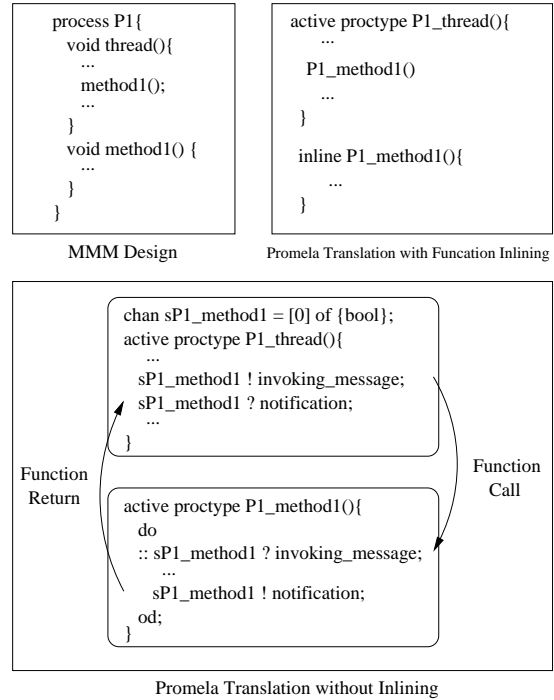 process P1{
void thread(){
...
method1();
...
}
void method1() {
...
}
}
MMM Design
active proctype P1_thread(){
...
P1_method1()
...
}
inline P1_method1(){
...
}
Promela Translation with Funcation Inlining
chan sP1_method1 = [0] of {bool};
active proctype P1_thread(){
...
sP1_method1 ! invoking_message;
sP1_method1 ? notification;
...
}
Function
Return
Function
Call
active proctype P1_method1(){
do
:: sP1_method1 ? invoking_message;
...
sP1_method1 ! notification;
od;
}
Promela Translation without Inlining